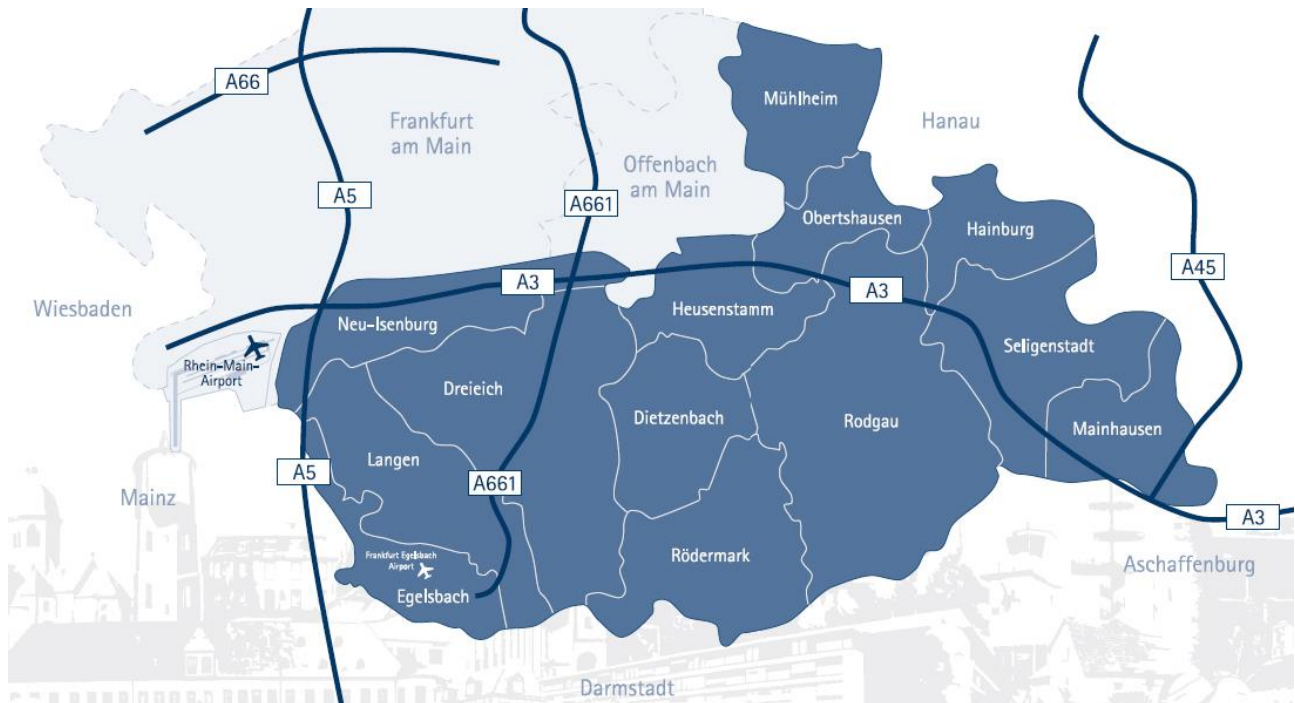 A66
Mühlheim
Frankfurt
am Main
Hanau
Offenbach
am Main
A5
A661
Obertshausen
Hainburg
A45
A3
A3
Wiesbaden
Heusenstamm
Neu-Isenburg
Seligenstadt
Rhein-Main-
Airport
Dreieich
Dietzenbach
Rodgau
Mainhausen
Langen
A5
A661
Mainz
A3
Frankfurt Egelsbach
Airport
Rödermark
Aschaffenburg
Egelsbach
Darmstadt